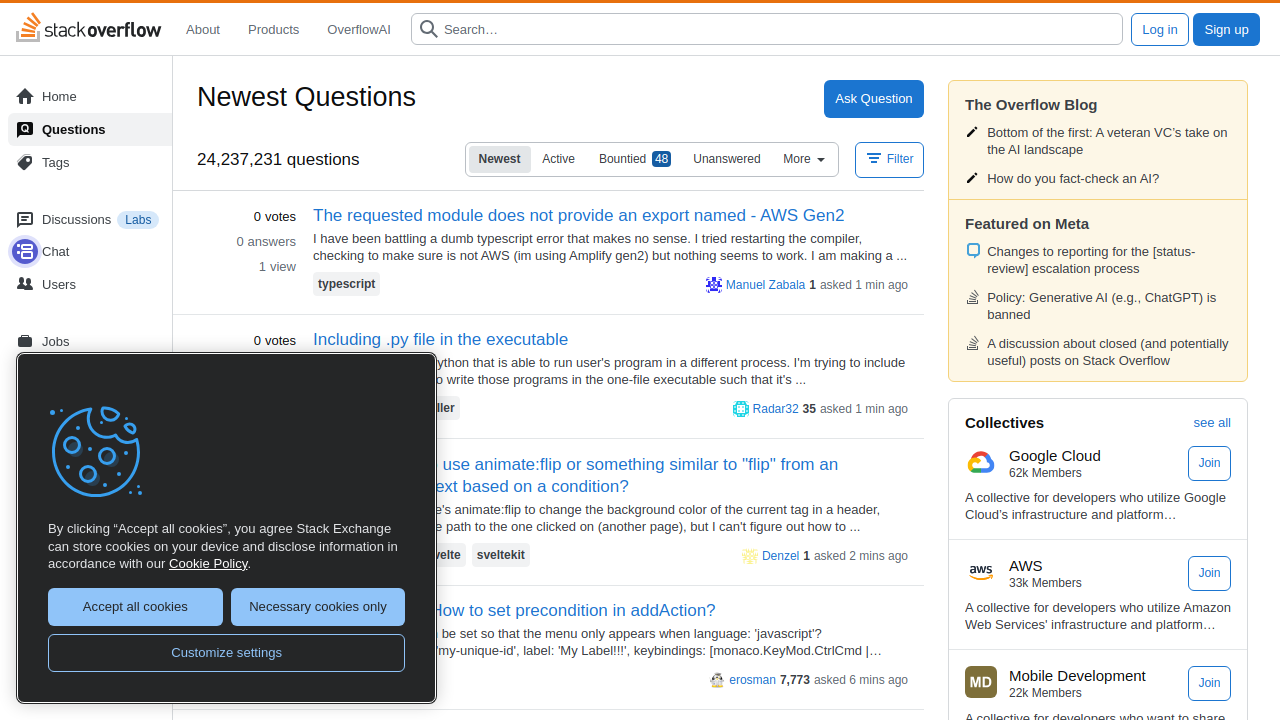 stack overflow
About
Products
OverflowAI
Search…
Log in
Sign up
Home
Questions
Tags
Discussions
Labs
Chat
Users
Jobs
Newest Questions
Ask Question
24,237,231 questions
Newest
Active
Bountied 48
Unanswered
More
Filter
0 votes
0 answers
1 view
The requested module does not provide an export named - AWS Gen2
I have been battling a dumb typescript error that makes no sense. I tried restarting the compiler,
checking to make sure is not AWS (im using Amplify gen2) but nothing seems to work. I am making a ...
typescript
Manuel Zabala 1 asked 1 min ago
0 votes
Including .py file in the executable
ython that is able to run user's program in a different process. I'm trying to include
o write those programs in the one-file executable such that it's ...
ller
Radar32 35 asked 1 min ago
use animate:flip or something similar to "flip" from an
ext based on a condition?
e's animate:flip to change the background color of the current tag in a header,
e path to the one clicked on (another page), but I can't figure out how to ...
velte
sveltekit
Denzel 1 asked 2 mins ago
How to set precondition in addAction?
be set so that the menu only appears when language: 'javascript'?
'my-unique-id', label: 'My Label!!!', keybindings: [monaco.KeyMod.CtrlCmd |…
erosman 7,773 asked 6 mins ago
By clicking “Accept all cookies”, you agree Stack Exchange
can store cookies on your device and disclose information in
accordance with our Cookie Policy.
Accept all cookies
Necessary cookies only
Customize settings
The Overflow Blog
Bottom of the first: A veteran VC’s take on
the AI landscape
How do you fact-check an AI?
Featured on Meta
Changes to reporting for the [status-
review] escalation process
Policy: Generative AI (e.g., ChatGPT) is
banned
A discussion about closed (and potentially
useful) posts on Stack Overflow
Collectives
see all
Google Cloud
62k Members
Join
A collective for developers who utilize Google
Cloud’s infrastructure and platform…
aws
AWS
33k Members
Join
A collective for developers who utilize Amazon
Web Services' infrastructure and platform…
MD
Mobile Development
22k Members
Join
A collective for developers who want to share